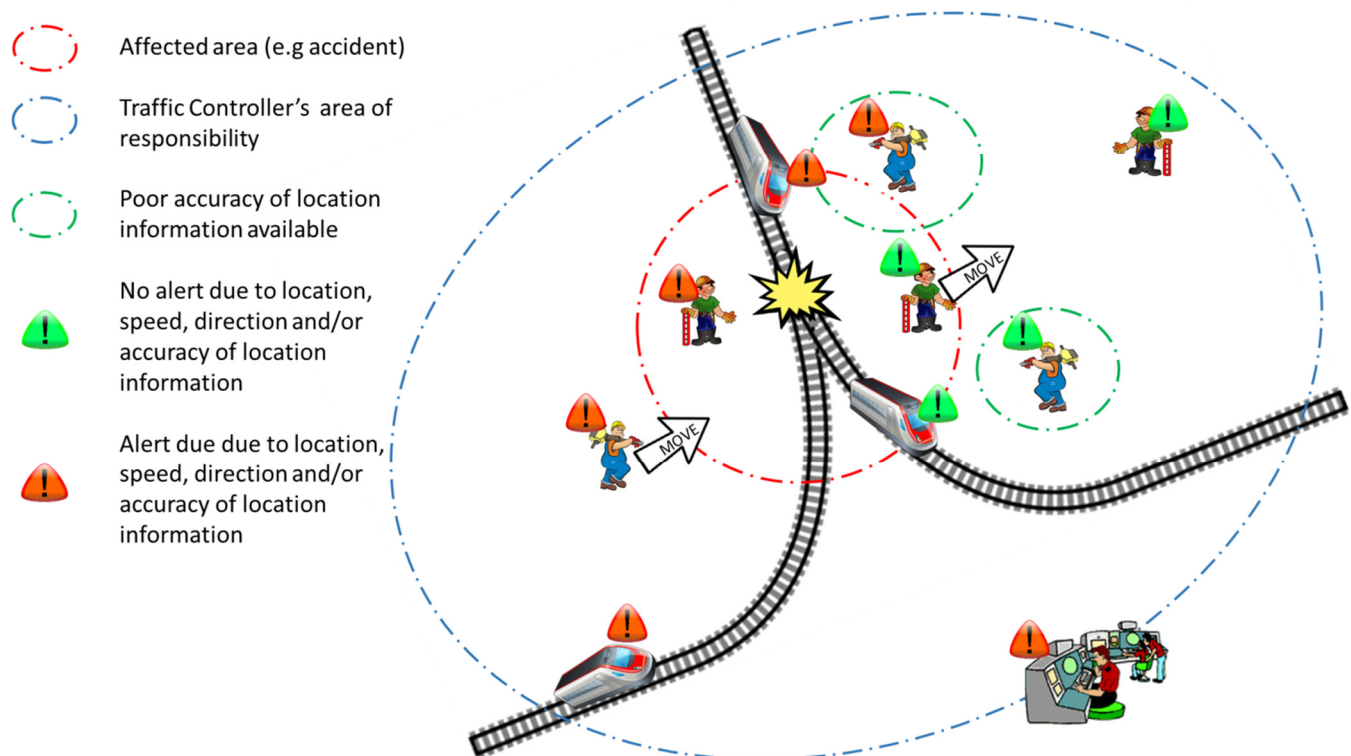 Affected area (e.g accident)
Traffic Controller's area of
responsibility
Poor accuracy of location
information available
No alert due to location,
speed, direction and/or
accuracy of location
information
Alert due due to location,
speed, direction and/or
accuracy of location
information
MOVE
MOVE